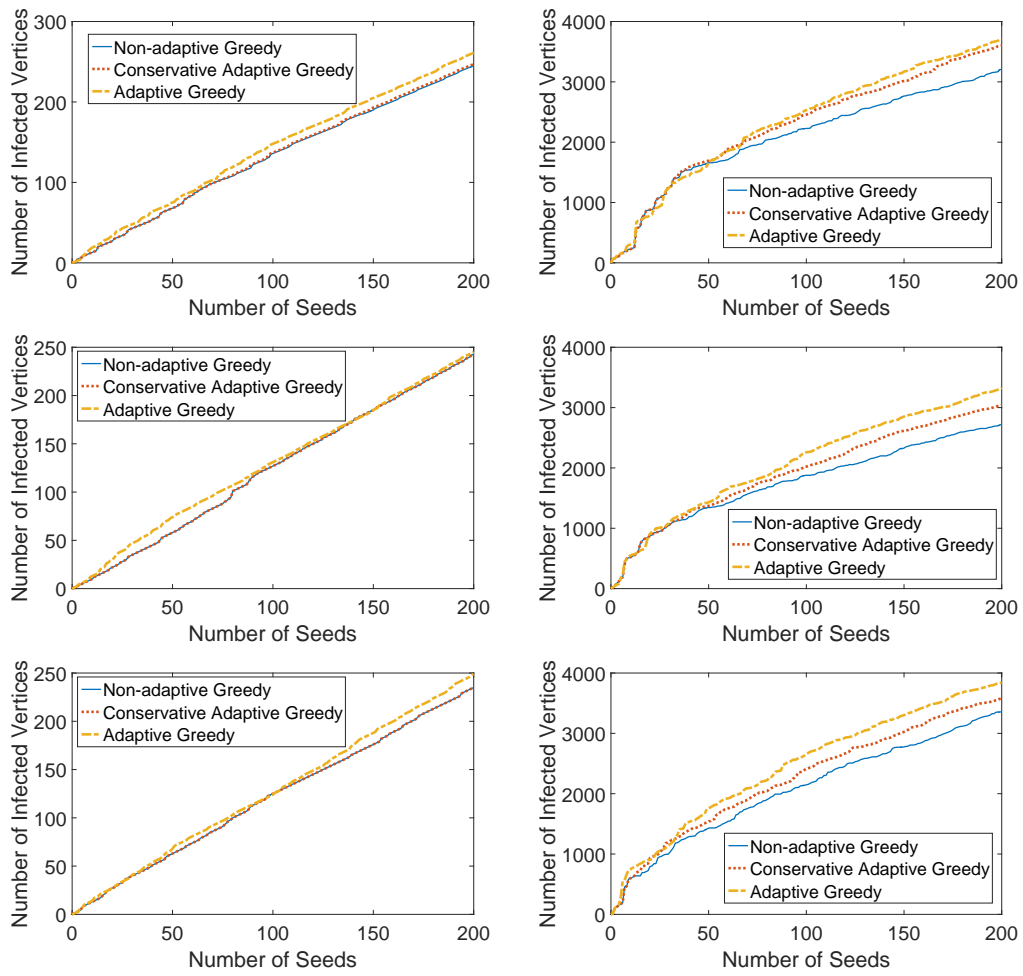 300
200
100
0
Number of Infected Vertices
Non-adaptive Greedy
Conservative Adaptive Greedy
Adaptive Greedy
0 50 100 150 200
Number of Seeds
4000
3000
2000
1000
0
Number of Infected Vertices
Non-adaptive Greedy
Conservative Adaptive Greedy
Adaptive Greedy
0 50 100 150 200
Number of Seeds
250
200
150
100
50
0
Number of Infected Vertices
Non-adaptive Greedy
Conservative Adaptive Greedy
Adaptive Greedy
0 50 100 150 200
Number of Seeds
4000
3000
2000
1000
0
Number of Infected Vertices
Non-adaptive Greedy
Conservative Adaptive Greedy
Adaptive Greedy
0 50 100 150 200
Number of Seeds
250
200
150
100
50
0
Number of Infected Vertices
Non-adaptive Greedy
Conservative Adaptive Greedy
Adaptive Greedy
0 50 100 150 200
Number of Seeds
4000
3000
2000
1000
0
Number of Infected Vertices
Non-adaptive Greedy
Conservative Adaptive Greedy
Adaptive Greedy
0 50 100 150 200
Number of Seeds